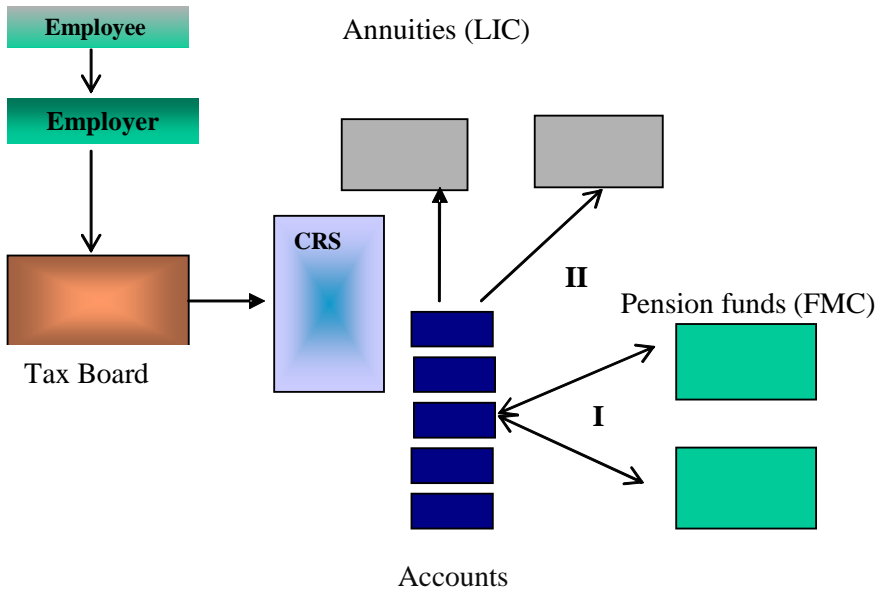 Employee
Annuities (LIC)
Employer
CRS
II
Pension funds (FMC)
Tax Board
I
Accounts